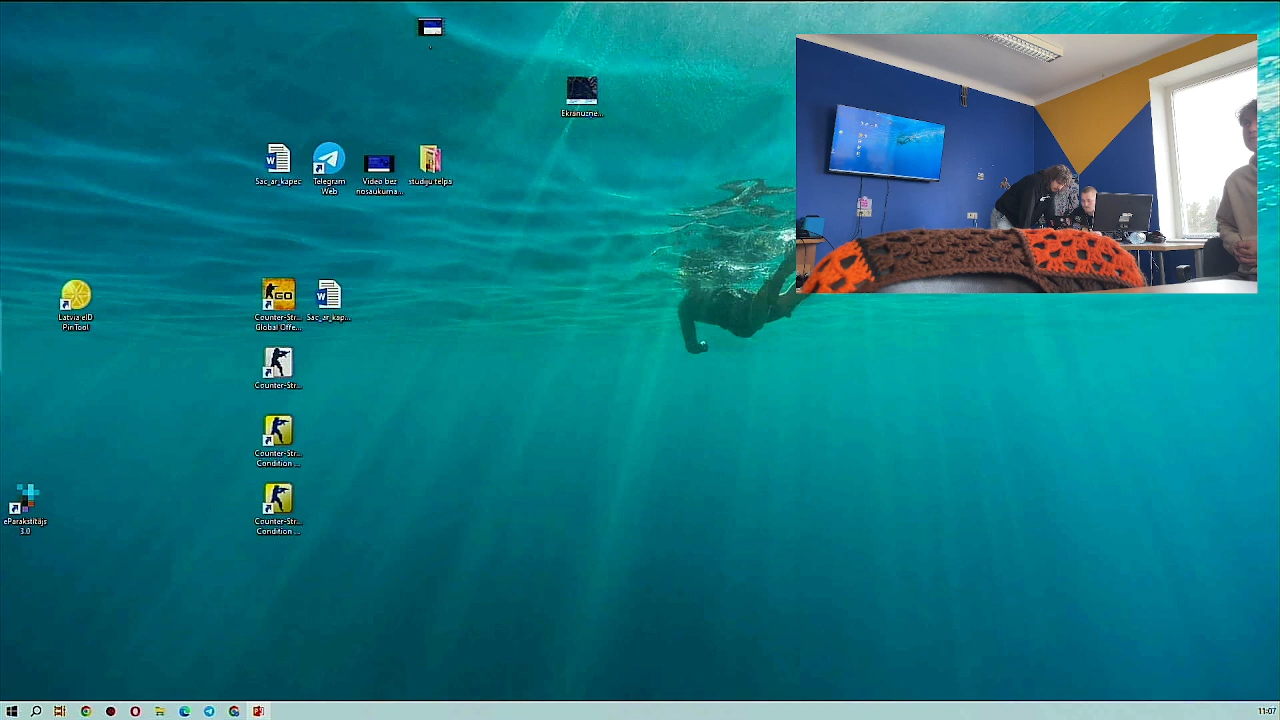 Ekrānuzņe...
Sac_ar_kapec
Telegram
Web
Video bez
nosaukuma...
studiju telpa
Latvia eID
PinTool
Counter-Str...
Global Offe...
Sac_ar_kap...
Counter-Str...
Counter-Str...
Condition ...
Counter-Str...
Condition ...
eParakstītājs
3.0
11:07